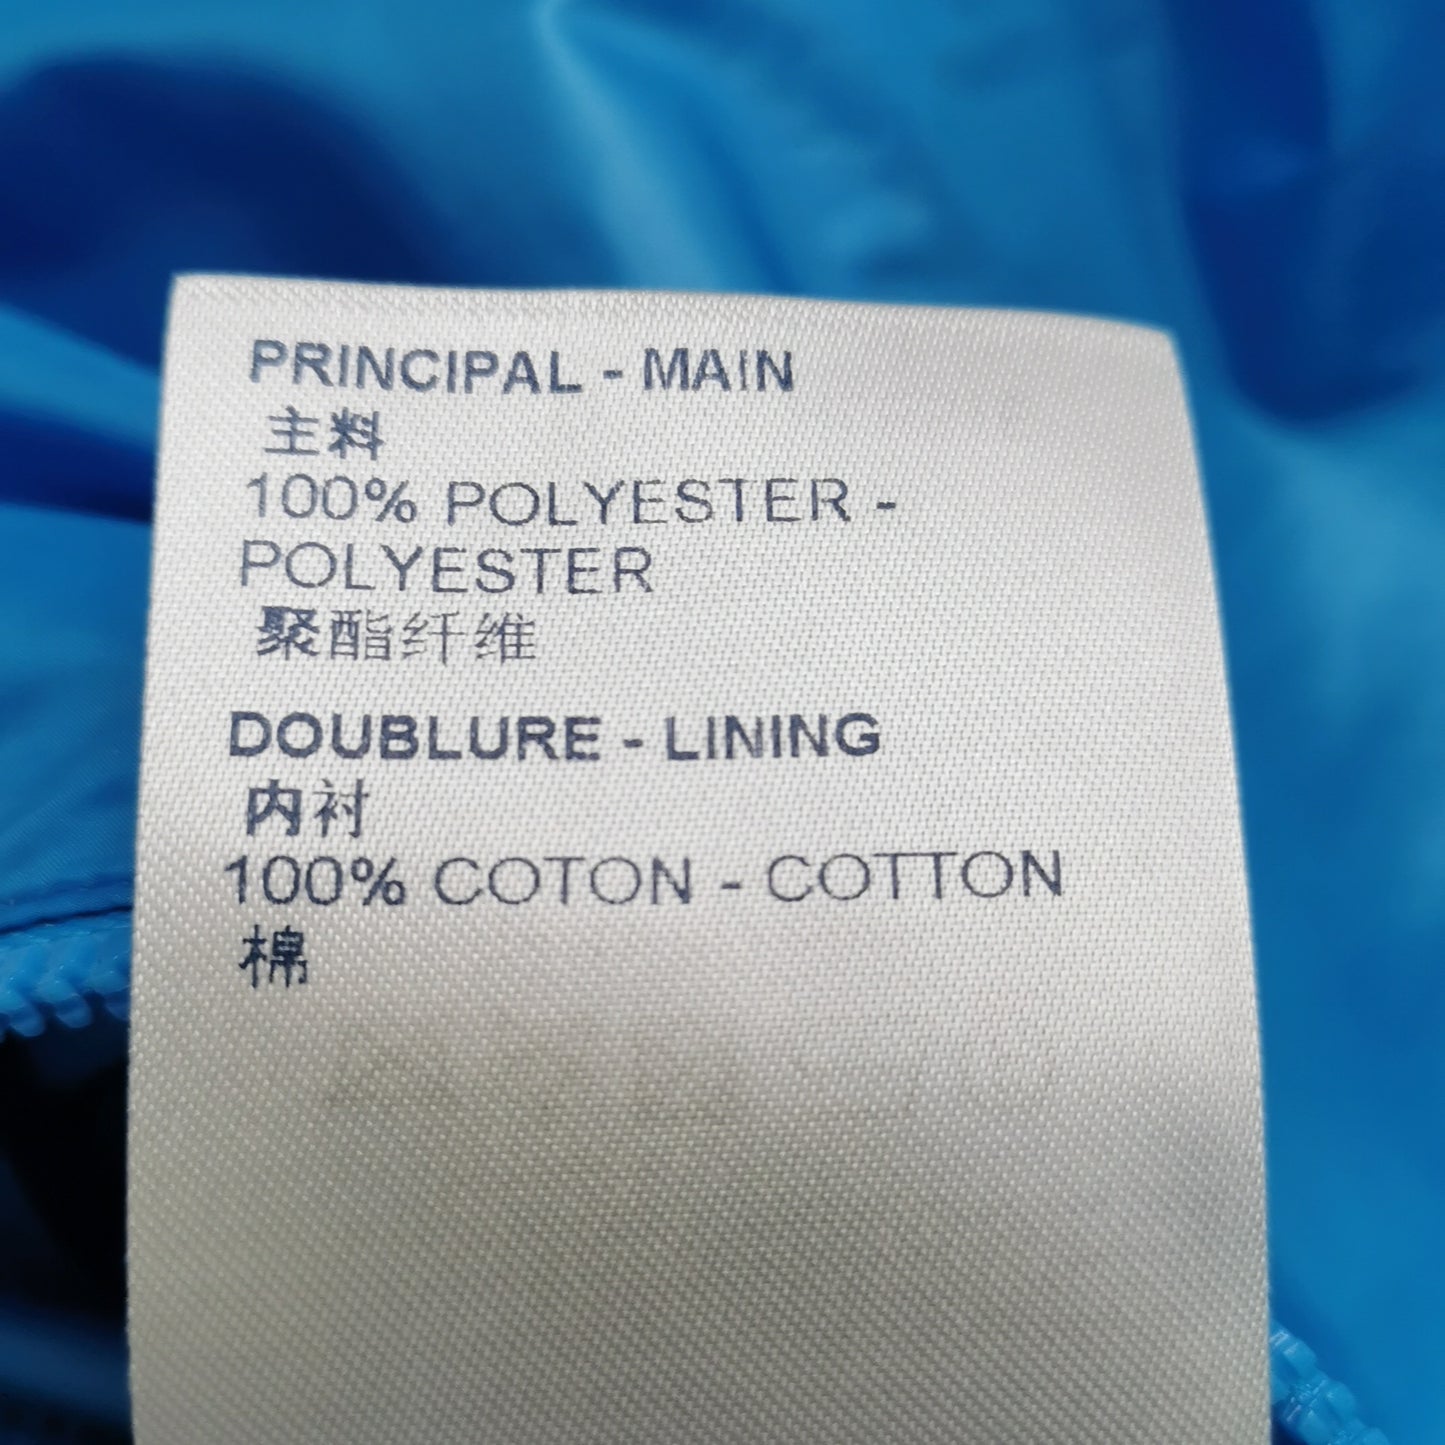 PRINCIPAL - MAIN
主料
100% POLYESTER -
POLYESTER
聚酯纤维
DOUBLURE - LINING
内衬
100% COTON - COTTON
棉